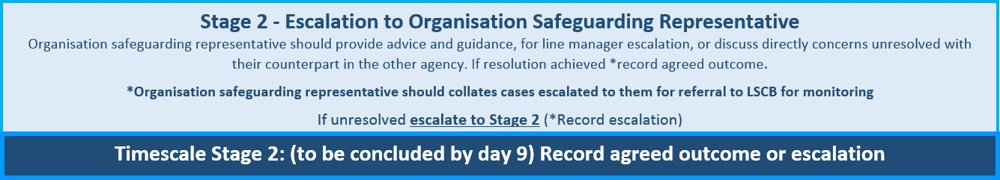 Stage 2 - Escalation to Organisation Safeguarding Representative
Organisation safeguarding representative should provide advice and guidance, for line manager escalation, or discuss directly concerns unresolved with
their counterpart in the other agency. If resolution achieved *record agreed outcome.
*Organisation safeguarding representative should collates cases escalated to them for referral to LSCB for monitoring
If unresolved escalate to Stage 2 (*Record escalation)
Timescale Stage 2: (to be concluded by day 9) Record agreed outcome or escalation